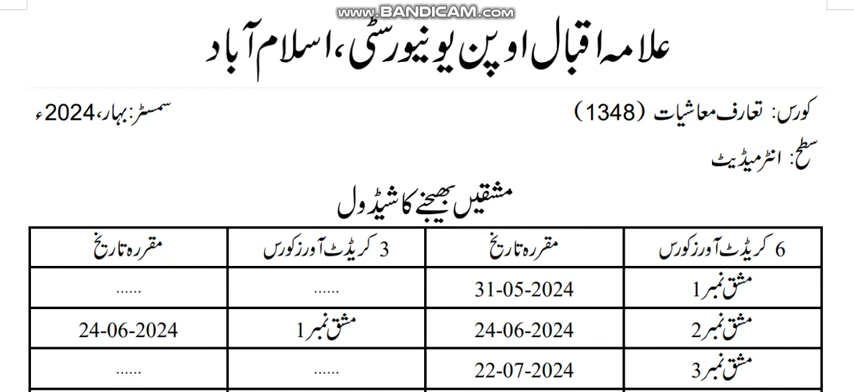 www.BANDICAM.com
علامہ اقبال اوپن یونیورسٹی، اسلام آباد
کورس: تعارف معاشیات (1348) سمسٹر: بہار، 2024ء
سطح: انٹرمیڈیٹ
مشقیں بھیجنے کا شیڈول
6 کریڈٹ آورز کورس مقررہ تاریخ 3 کریڈٹ آورز کورس مقررہ تاریخ
مشق نمبر 1 31-05-2024 ...... ......
مشق نمبر 2 24-06-2024 مشق نمبر 1 24-06-2024
مشق نمبر 3 22-07-2024 ...... ......